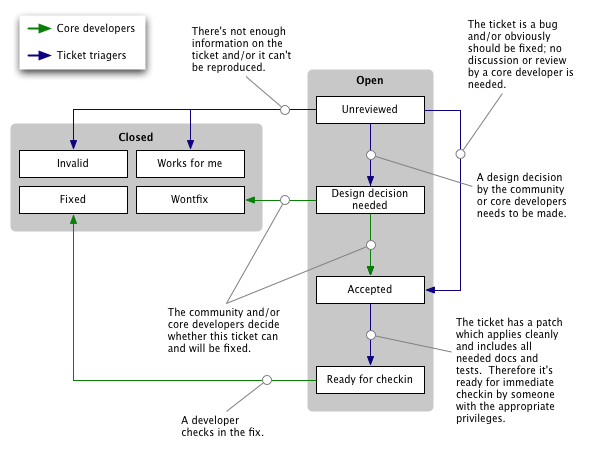 Core developers
Ticket triagers
There's not enough
information on the
ticket and/or it can't
be reproduced.
The ticket is a bug
and/or obviously
should be fixed; no
discussion or review
by a core developer is
needed.
Open
Unreviewed
Closed
Invalid
Works for me
Fixed
Wontfix
Design decision
needed
A design decision
by the community
or core developers
needs to be made.
Accepted
The community and/or
core developers decide
whether this ticket can
and will be fixed.
The ticket has a patch
which applies cleanly
and includes all
needed docs and
tests. Therefore it's
ready for immediate
checkin by someone
with the appropriate
privileges.
Ready for checkin
A developer
checks in the fix.